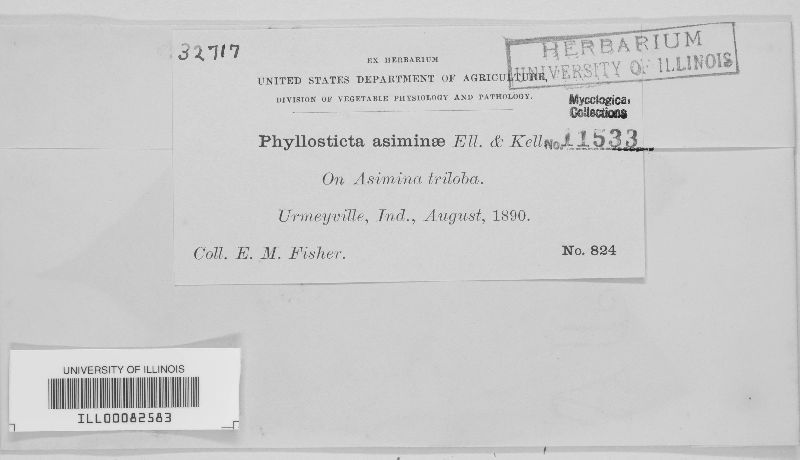 32717
HERBARIUM
UNIVERSITY OF ILLINOIS
EX HERBARIUM
UNITED STATES DEPARTMENT OF AGRICULTURE,
DIVISION OF VEGETABLE PHYSIOLOGY AND PATHOLOGY.
Mycological
Collections
No. 11533
Phyllosticta asiminæ Ell. & Kell.
On Asimina triloba.
Urmeyville, Ind., August, 1890.
Coll. E. M. Fisher.
No. 824
UNIVERSITY OF ILLINOIS
ILL00082583